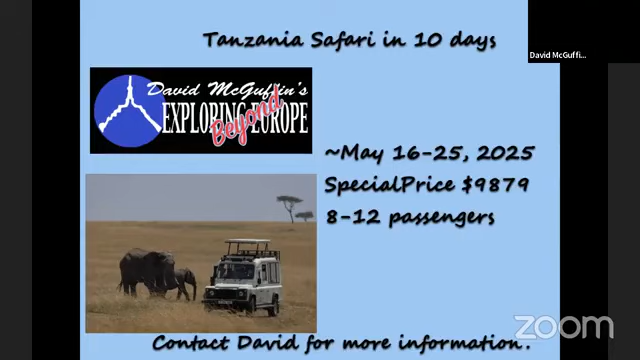 Tanzania Safari in 10 days
David McGuffi...
David McGuffin's
EXPLORING EUROPE
Beyond
~May 16-25, 2025
SpecialPrice $9879
8-12 passengers
Contact David for more information.
zoom